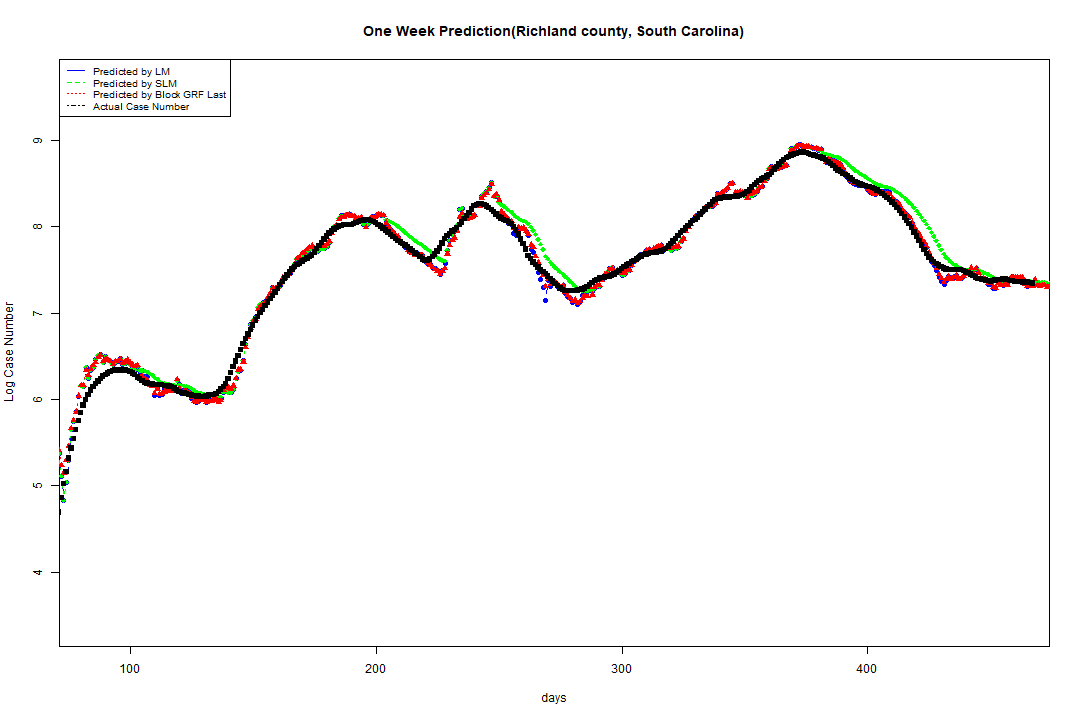 One Week Prediction(Richland county, South Carolina)
Predicted by LM
Predicted by SLM
Predicted by Block GRF Last
Actual Case Number
9
8
7
6
5
4
Log Case Number
100 200 300 400
days